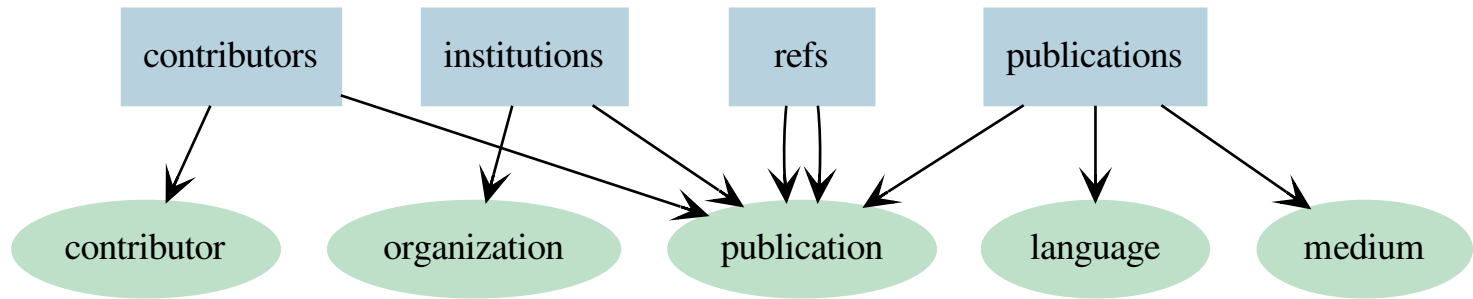 contributors
institutions
refs
publications
contributor
organization
publication
language
medium